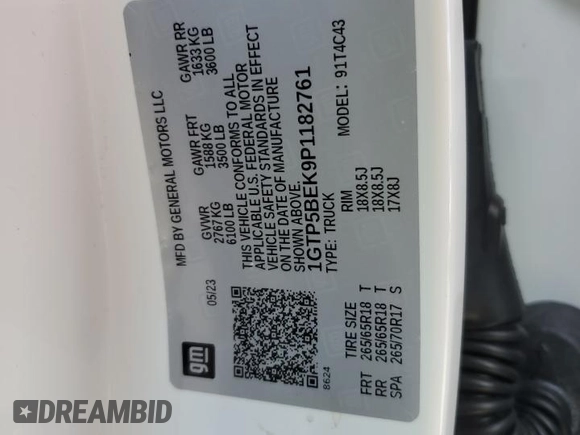 gm
MFD BY GENERAL MOTORS LLC
05/23
GVWR
2767 KG
6100 LB
GAWR FRT
1588 KG
3500 LB
GAWR RR
1633 KG
3600 LB
THIS VEHICLE CONFORMS TO ALL
APPLICABLE U.S. FEDERAL MOTOR
VEHICLE SAFETY STANDARDS IN EFFECT
ON THE DATE OF MANUFACTURE
SHOWN ABOVE.
1GTP5BEK9P1182761
TYPE: TRUCK MODEL: 91T4C43
8624
TIRE SIZE RIM
FRT 265/65R18 T 18X8.5J
RR 265/65R18 T 18X8.5J
SPA 265/70R17 S 17X8J
DREAMBID